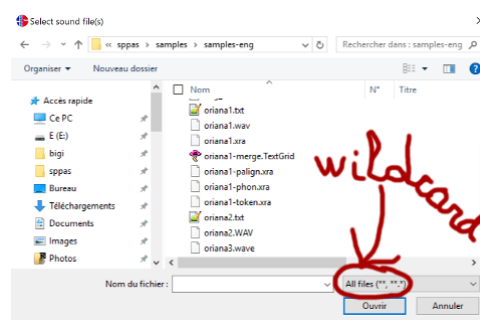 Select sound file(s)
« sppas > samples > samples-eng
Rechercher dans : samples-eng
Organiser
Nouveau dossier
Nom
N°
Titre
Accès rapide
Ce PC
E (E:)
bigi
sppas
Bureau
Téléchargements
Documents
Images
Photos
oriana1.txt
oriana1.wav
oriana1.xra
oriana1-merge.TextGrid
oriana1-palign.xra
oriana1-phon.xra
oriana1-token.xra
oriana2.txt
oriana2.WAV
oriana3.wave
wildcard
Nom du fichier :
All files (**, **.*)
Ouvrir
Annuler